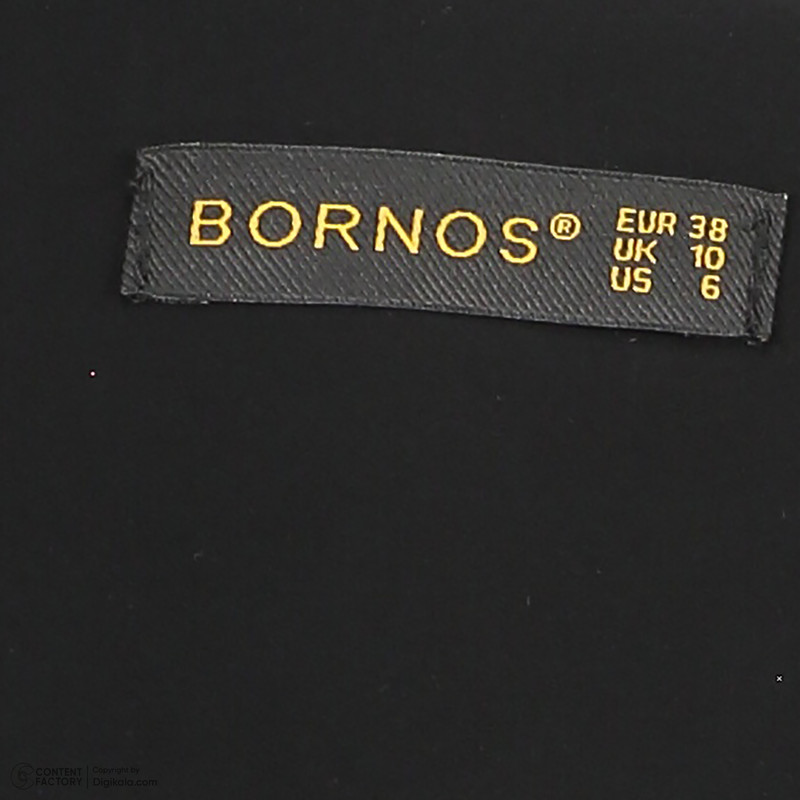 BORNOS®
EUR 38
UK 10
US 6
CONTENT FACTORY
Copyright by
Digikala.com